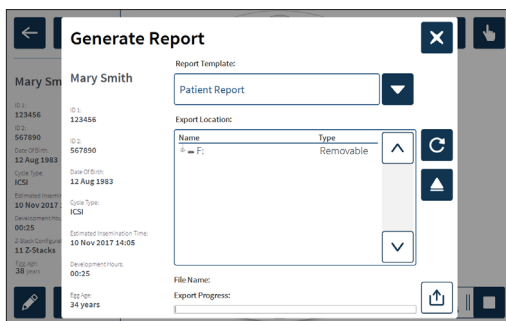 Generate Report
Report Template:
Mary Smith
Patient Report
ID 1:
123456
Export Location:
Name Type
F: Removable
ID 2:
567890
Date Of Birth:
12 Aug 1983
Cycle Type:
ICSI
Estimated Insemination Time:
10 Nov 2017 14:05
Development Hours:
00:25
File Name:
Egg Age:
34 years
Export Progress:
Mary Sm
ID 1:
123456
ID 2:
567890
Date Of Birth:
12 Aug 1983
Cycle Type:
ICSI
Estimated Insemin
10 Nov 2017
Development Hou
00:25
Z-Stack Configurat
11 Z-Stacks
Egg Age:
38 years